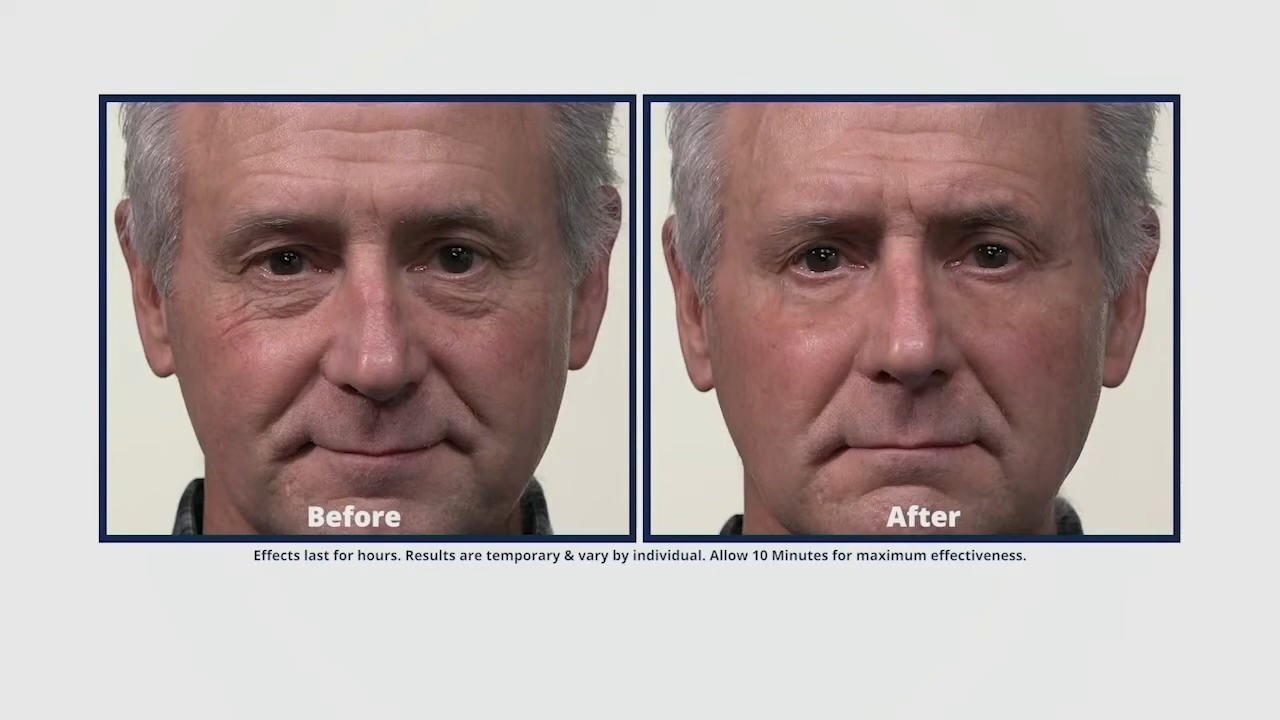 Before
After
Effects last for hours. Results are temporary & vary by individual. Allow 10 Minutes for maximum effectiveness.